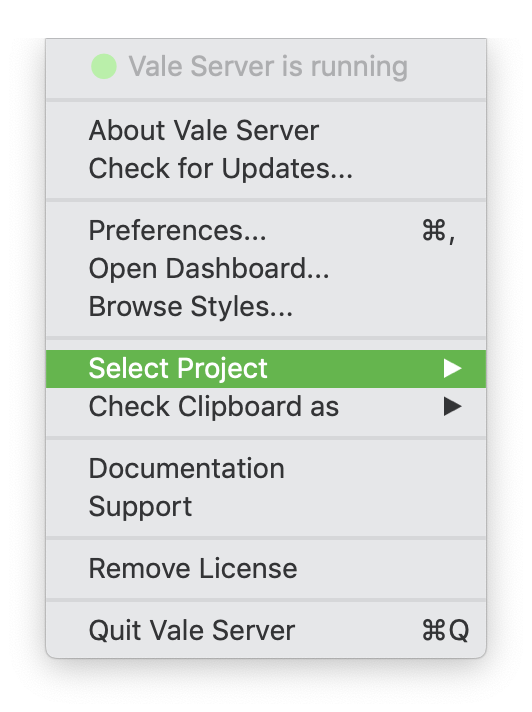 Vale Server is running
About Vale Server
Check for Updates...
Preferences... ⌘,
Open Dashboard...
Browse Styles...
Select Project ▶
Check Clipboard as ▶
Documentation
Support
Remove License
Quit Vale Server ⌘Q